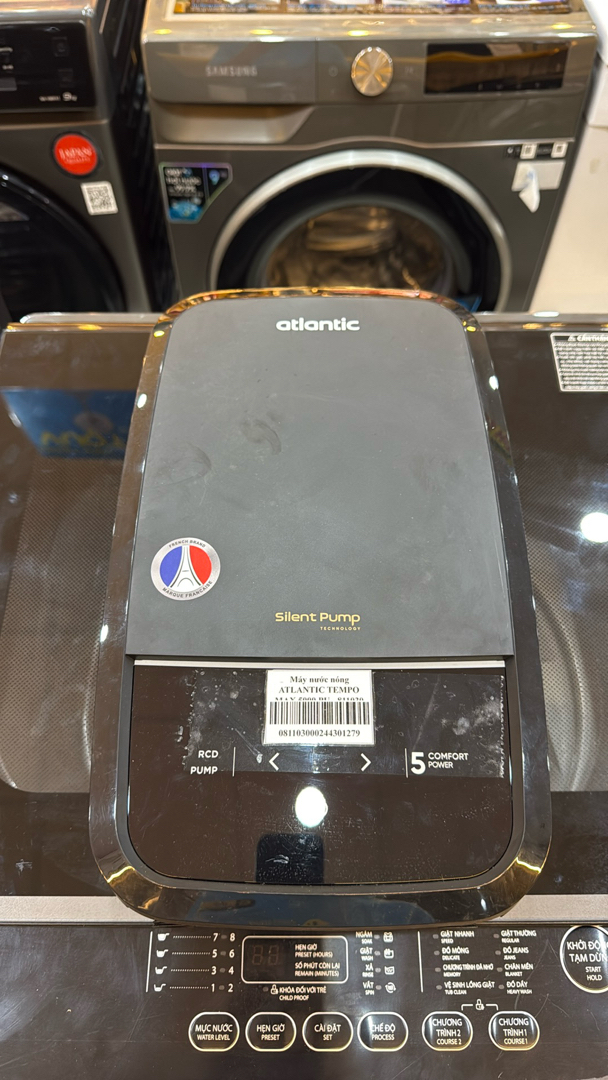 SAMSUNG
9kg
JAPAN
atlantic
FRENCH BRAND
MARQUE FRANÇAISE
Silent Pump
TECHNOLOGY
Máy nước nóng
ATLANTIC TEMPO
081103000244301279
RCD
PUMP
5 COMFORT
POWER
7 8
5 6
3 4
1 2
HẸN GIỜ
PRESET (HOURS)
SỐ PHÚT CÒN LẠI
REMAIN (MINUTES)
KHÓA ĐỐI VỚI TRẺ
CHILD PROOF
NGÂM
SOAK
GIẶT
WASH
XẢ
RINSE
VẮT
SPIN
GIẶT NHANH
SPEED
ĐỒ MỎNG
DELICATE
CHƯƠNG TRÌNH ĐÃ NHỚ
MEMORY
VỆ SINH LỒNG GIẶT
TUB CLEAN
GIẶT THƯỜNG
REGULAR
ĐỒ JEANS
JEANS
CHĂN MỀN
BLANKET
ĐỒ DÀY
HEAVY WASH
KHỞI ĐỘNG
TẠM DỪNG
START
HOLD
MỰC NƯỚC
WATER LEVEL
HẸN GIỜ
PRESET
CÀI ĐẶT
SET
CHẾ ĐỘ
PROCESS
CHƯƠNG
TRÌNH 2
COURSE 2
CHƯƠNG
TRÌNH 1
COURSE 1